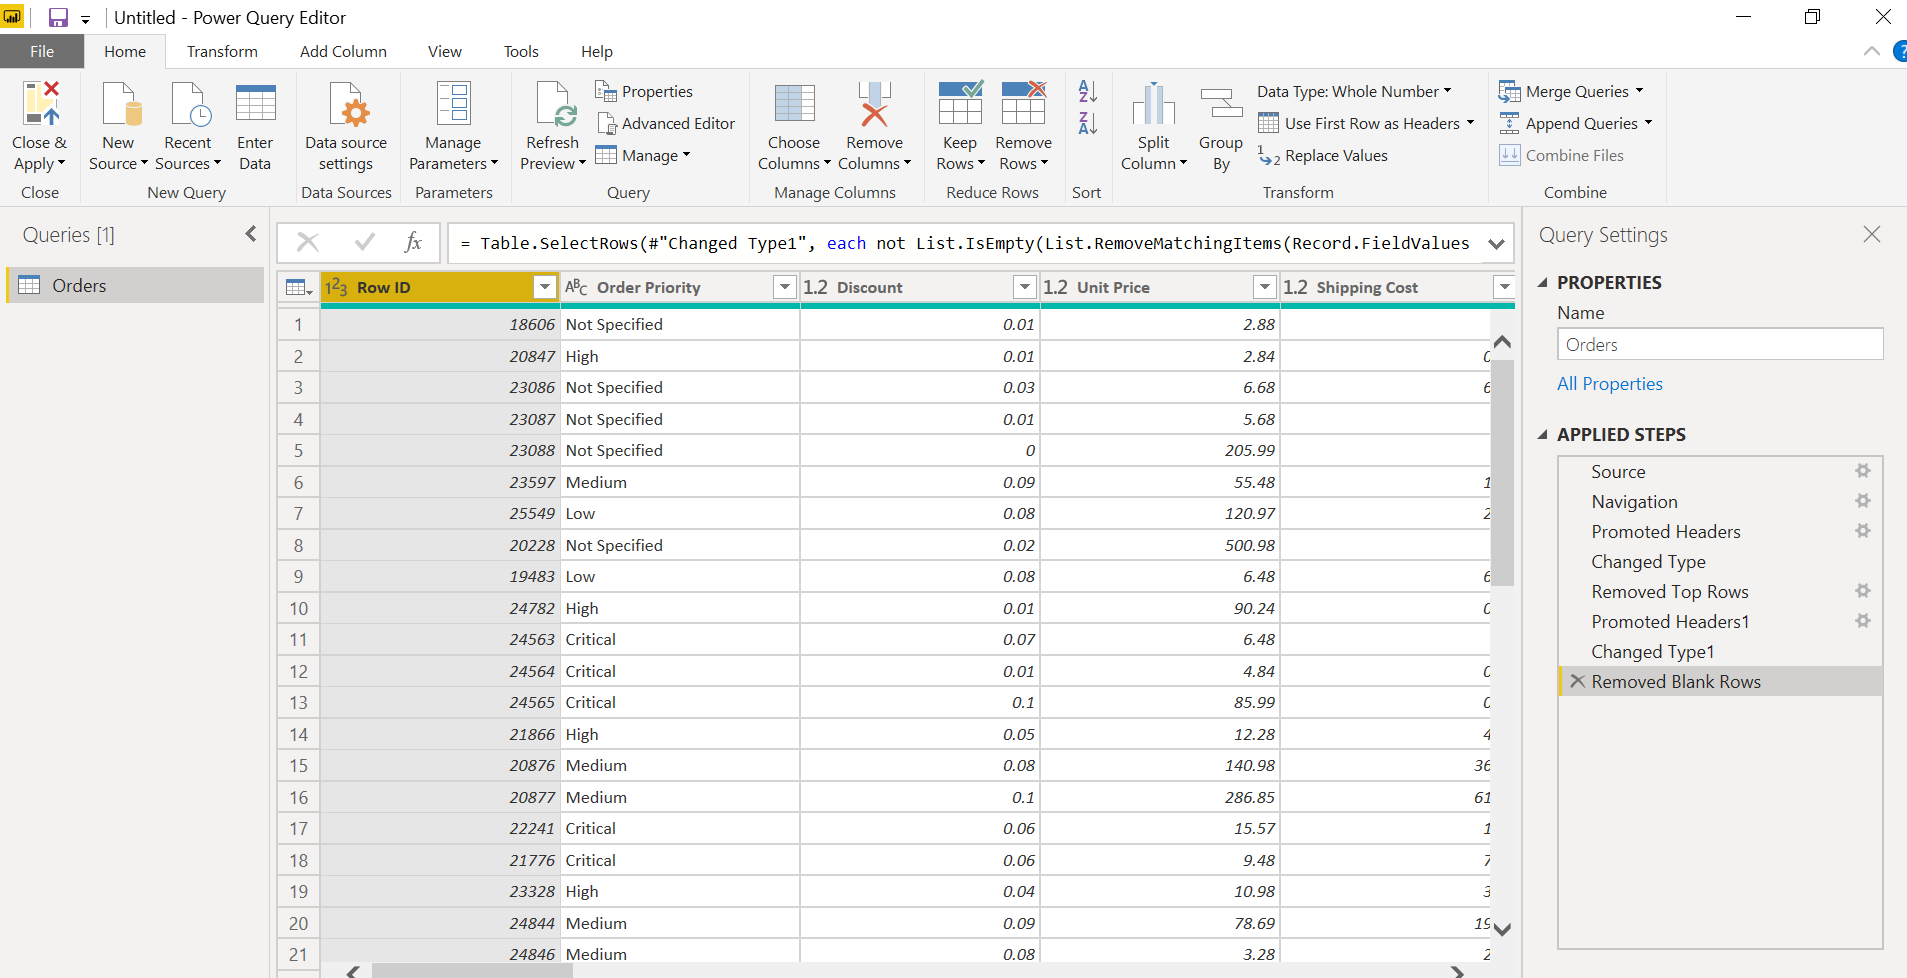 Untitled - Power Query Editor
File Home Transform Add Column View Tools Help
Close & Apply
Close
New Source
Recent Sources
Enter Data
New Query
Data source settings
Data Sources
Manage Parameters
Parameters
Refresh Preview
Properties
Advanced Editor
Manage
Query
Choose Columns
Remove Columns
Manage Columns
Keep Rows
Remove Rows
Reduce Rows
Sort
Split Column
Group By
Data Type: Whole Number
Use First Row as Headers
Replace Values
Transform
Merge Queries
Append Queries
Combine Files
Combine
Queries [1]
Orders
fx = Table.SelectRows(#"Changed Type1", each not List.IsEmpty(List.RemoveMatchingItems(Record.FieldValues
123 Row ID ABC Order Priority 1.2 Discount 1.2 Unit Price 1.2 Shipping Cost
1 18606 Not Specified 0.01 2.88
2 20847 High 0.01 2.84
3 23086 Not Specified 0.03 6.68
4 23087 Not Specified 0.01 5.68
5 23088 Not Specified 0 205.99
6 23597 Medium 0.09 55.48
7 25549 Low 0.08 120.97
8 20228 Not Specified 0.02 500.98
9 19483 Low 0.08 6.48
10 24782 High 0.01 90.24
11 24563 Critical 0.07 6.48
12 24564 Critical 0.01 4.84
13 24565 Critical 0.1 85.99
14 21866 High 0.05 12.28
15 20876 Medium 0.08 140.98 36
16 20877 Medium 0.1 286.85 61
17 22241 Critical 0.06 15.57
18 21776 Critical 0.06 9.48
19 23328 High 0.04 10.98
20 24844 Medium 0.09 78.69 19
21 24846 Medium 0.08 3.28
Query Settings
PROPERTIES
Name
Orders
All Properties
APPLIED STEPS
Source
Navigation
Promoted Headers
Changed Type
Removed Top Rows
Promoted Headers1
Changed Type1
Removed Blank Rows